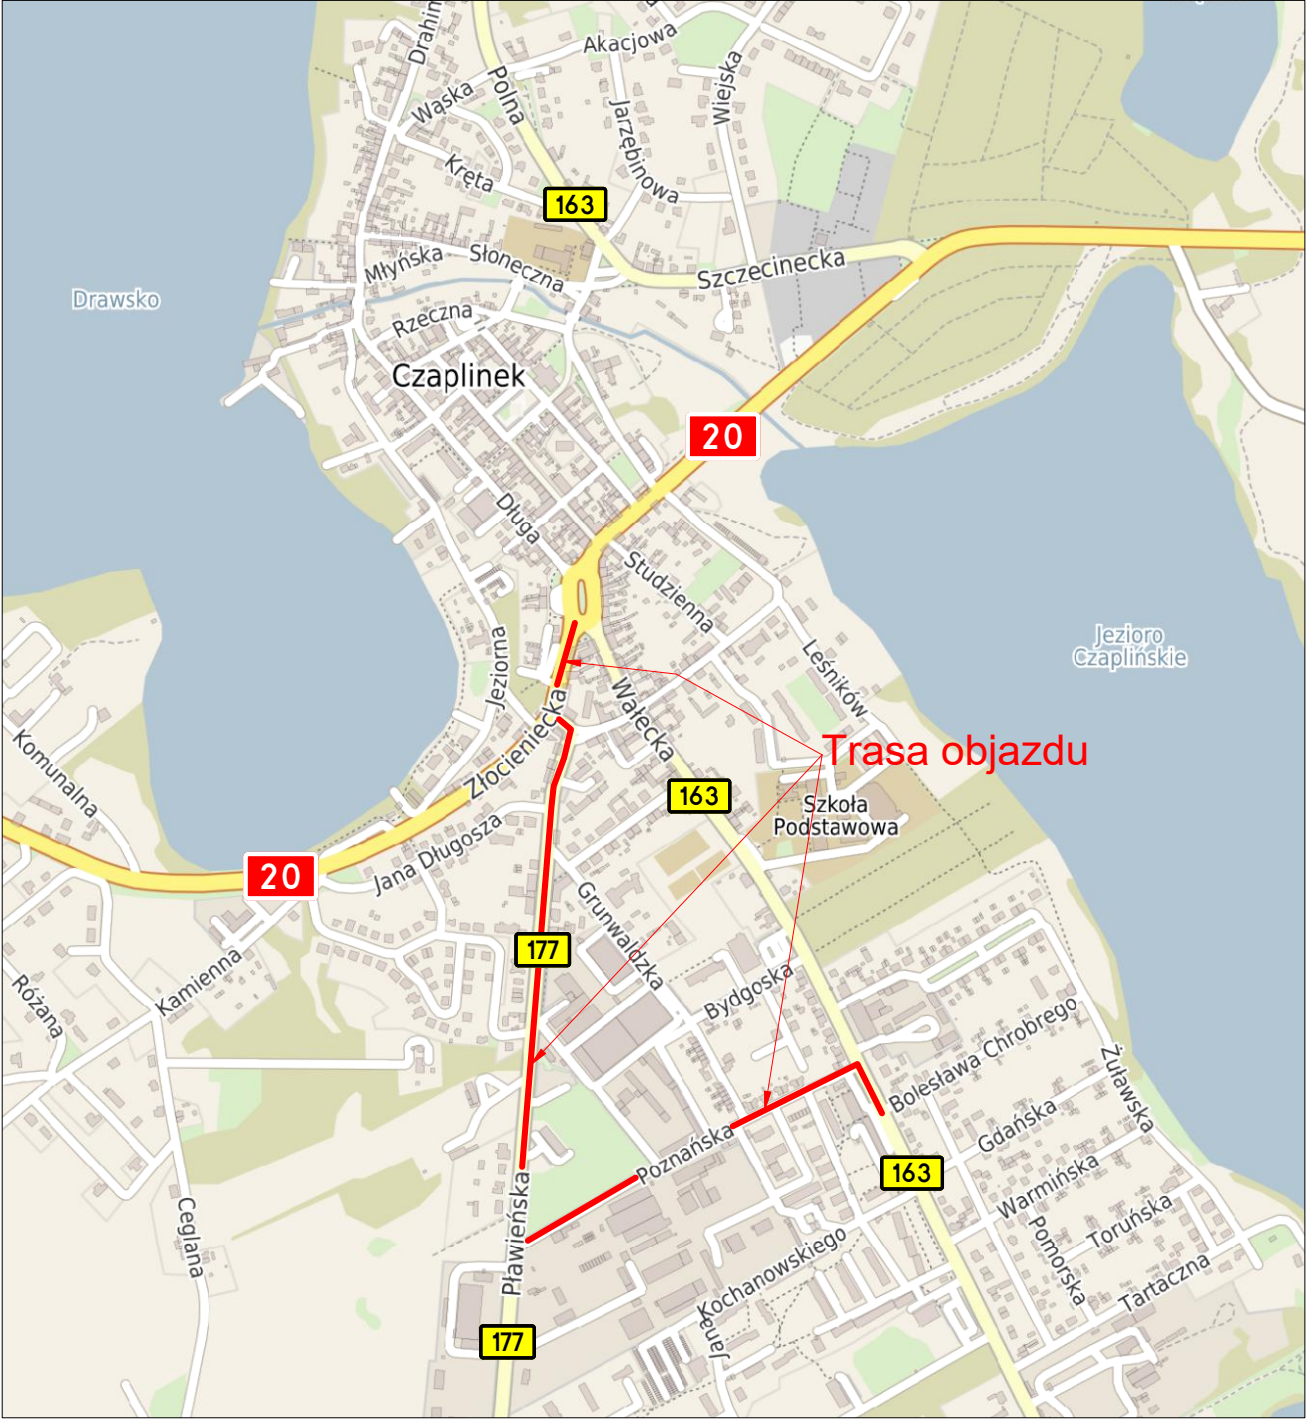 Drahim
Akacjowa
Wąska
Polna
Wiejska
Jarzębinowa
Kręta
163
Młyńska
Słoneczna
Szczecinecka
Drawsko
Rzeczna
Czaplinek
20
Długa
Studzienna
Jeziorna
Leśników
Jezioro
Czaplińskie
Wałecka
Złocieniecka
Trasa objazdu
Komunalna
163
Szkoła
Podstawowa
Jana Długosza
20
Grunwaldzka
177
Kamienna
Różana
Bydgoska
Bolesława Chrobrego
Żuławska
Gdańska
Poznańska
163
Warmińska
Pławieńska
Ceglana
Toruńska
Pomorska
Kochanowskiego
Jana
Tartaczna
177